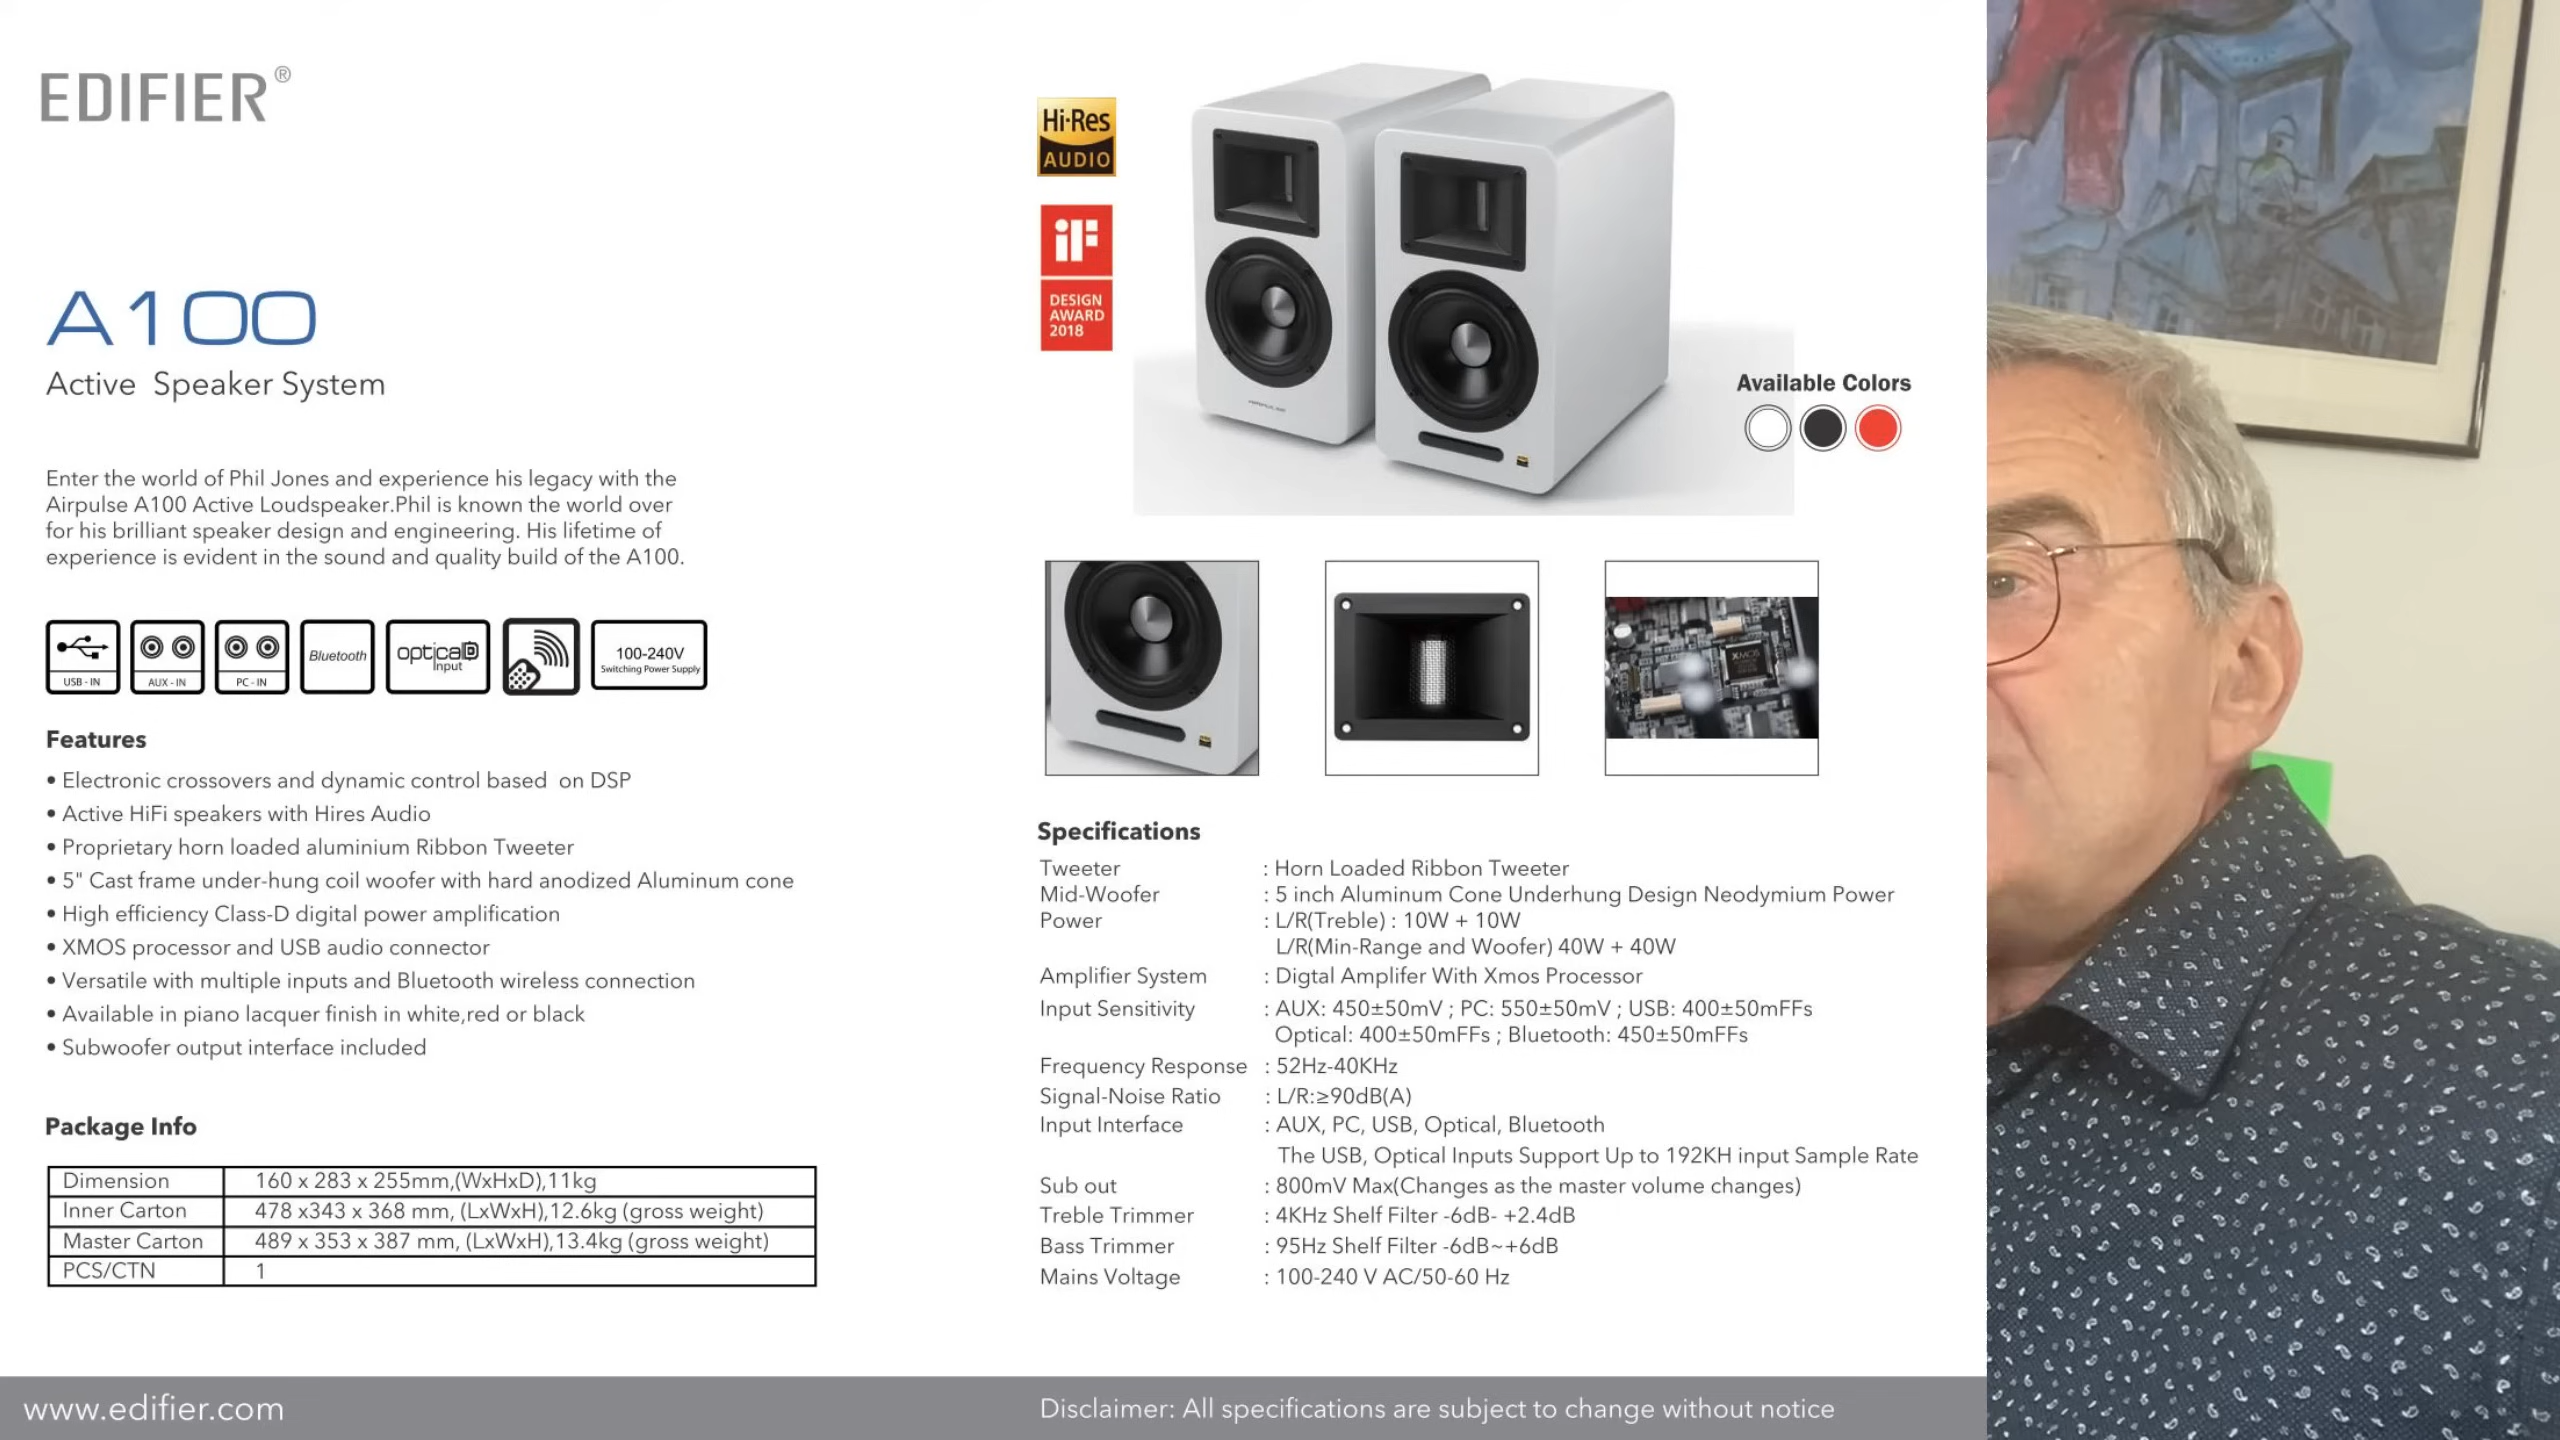 EDIFIER®
A100
Active Speaker System
Enter the world of Phil Jones and experience his legacy with the
Airpulse A100 Active Loudspeaker.Phil is known the world over
for his brilliant speaker design and engineering. His lifetime of
experience is evident in the sound and quality build of the A100.
USB - IN
AUX - IN
PC - IN
Bluetooth
optical
Input
100-240V
Switching Power Supply
Features
• Electronic crossovers and dynamic control based on DSP
• Active HiFi speakers with Hires Audio
• Proprietary horn loaded aluminium Ribbon Tweeter
• 5" Cast frame under-hung coil woofer with hard anodized Aluminum cone
• High efficiency Class-D digital power amplification
• XMOS processor and USB audio connector
• Versatile with multiple inputs and Bluetooth wireless connection
• Available in piano lacquer finish in white,red or black
• Subwoofer output interface included
Package Info
Dimension 160 x 283 x 255mm,(WxHxD),11kg
Inner Carton 478 x343 x 368 mm, (LxWxH),12.6kg (gross weight)
Master Carton 489 x 353 x 387 mm, (LxWxH),13.4kg (gross weight)
PCS/CTN 1
www.edifier.com
Hi-Res
AUDIO
iF
DESIGN
AWARD
2018
Available Colors
XMOS
Specifications
Tweeter : Horn Loaded Ribbon Tweeter
Mid-Woofer : 5 inch Aluminum Cone Underhung Design Neodymium Power
Power : L/R(Treble) : 10W + 10W
L/R(Min-Range and Woofer) 40W + 40W
Amplifier System : Digtal Amplifer With Xmos Processor
Input Sensitivity : AUX: 450±50mV ; PC: 550±50mV ; USB: 400±50mFFs
Optical: 400±50mFFs ; Bluetooth: 450±50mFFs
Frequency Response : 52Hz-40KHz
Signal-Noise Ratio : L/R:≥90dB(A)
Input Interface : AUX, PC, USB, Optical, Bluetooth
The USB, Optical Inputs Support Up to 192KH input Sample Rate
Sub out : 800mV Max(Changes as the master volume changes)
Treble Trimmer : 4KHz Shelf Filter -6dB- +2.4dB
Bass Trimmer : 95Hz Shelf Filter -6dB~+6dB
Mains Voltage : 100-240 V AC/50-60 Hz
Disclaimer: All specifications are subject to change without notice